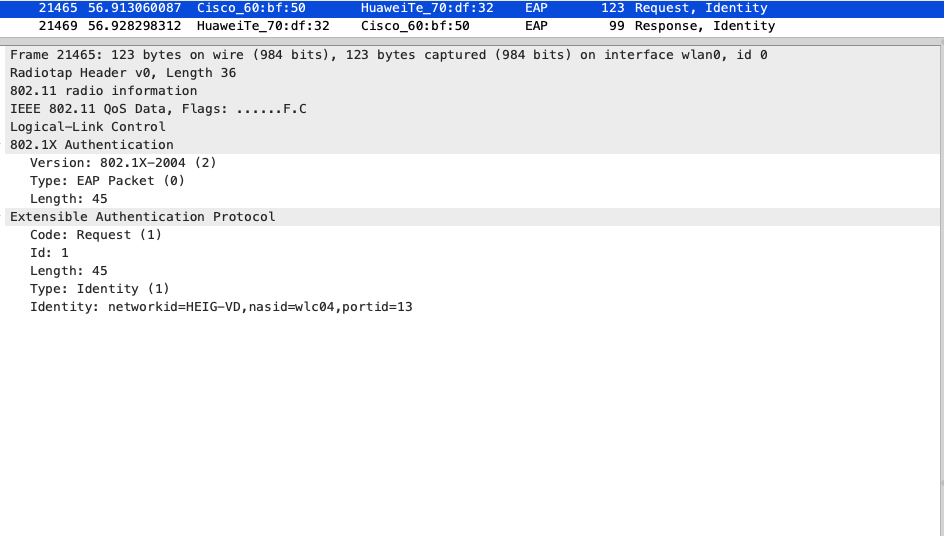 21465 56.913060087 Cisco_60:bf:50 HuaweiTe_70:df:32 EAP 123 Request, Identity
21469 56.928298312 HuaweiTe_70:df:32 Cisco_60:bf:50 EAP 99 Response, Identity
Frame 21465: 123 bytes on wire (984 bits), 123 bytes captured (984 bits) on interface wlan0, id 0
Radiotap Header v0, Length 36
802.11 radio information
IEEE 802.11 QoS Data, Flags: ......F.C
Logical-Link Control
802.1X Authentication
Version: 802.1X-2004 (2)
Type: EAP Packet (0)
Length: 45
Extensible Authentication Protocol
Code: Request (1)
Id: 1
Length: 45
Type: Identity (1)
Identity: networkid=HEIG-VD,nasid=wlc04,portid=13